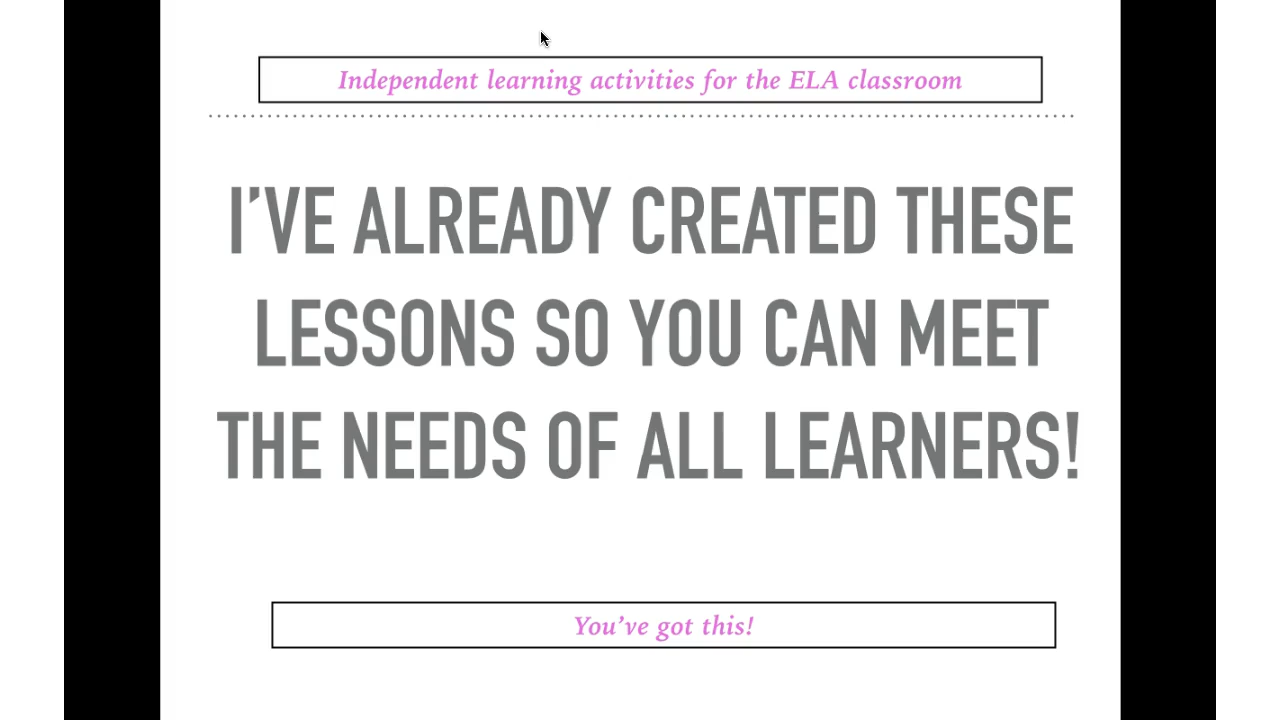 Independent learning activities for the ELA classroom
I’VE ALREADY CREATED THESE
LESSONS SO YOU CAN MEET
THE NEEDS OF ALL LEARNERS!
You’ve got this!